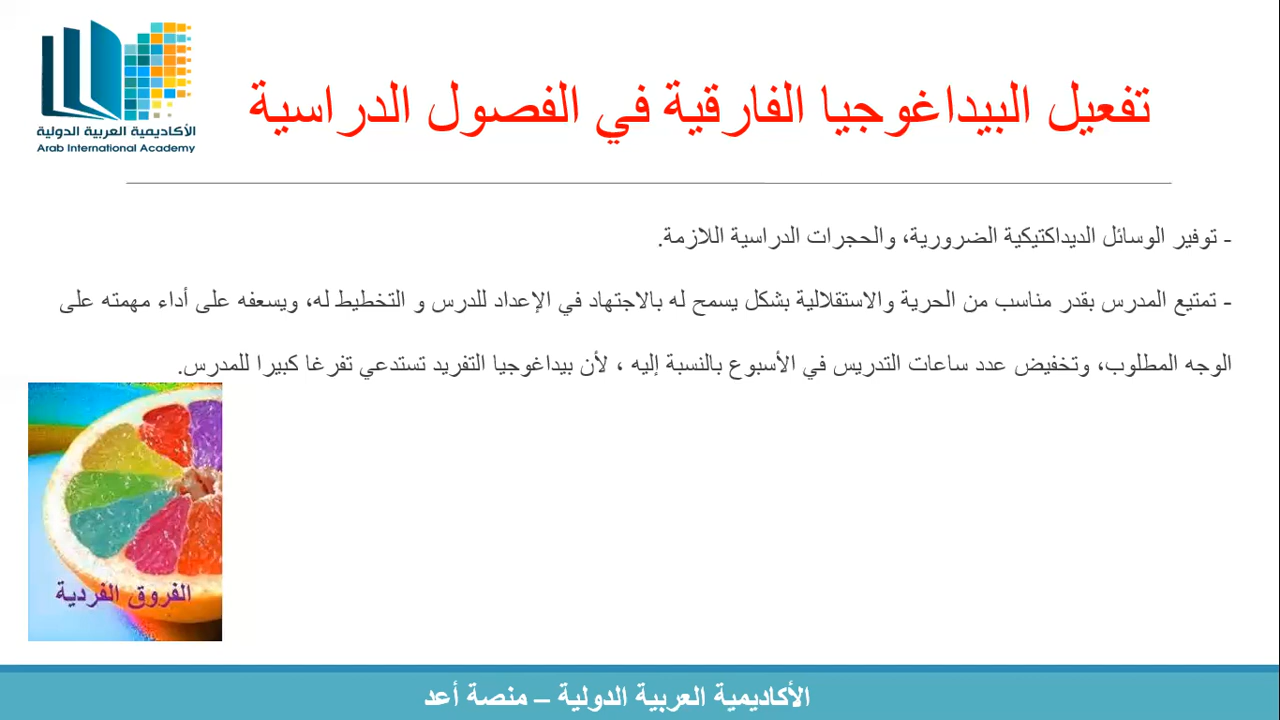 الأكاديمية العربية الدولية
Arab International Academy
تفعيل البيداغوجيا الفارقية في الفصول الدراسية
- توفير الوسائل الديداكتيكية الضرورية، والحجرات الدراسية اللازمة.
- تمتيع المدرس بقدر مناسب من الحرية والاستقلالية بشكل يسمح له بالاجتهاد في الإعداد للدرس و التخطيط له، ويسعفه على أداء مهمته على
الوجه المطلوب، وتخفيض عدد ساعات التدريس في الأسبوع بالنسبة إليه ، لأن بيداغوجيا التفريد تستدعي تفرغا كبيرا للمدرس.
الفروق الفردية
الأكاديمية العربية الدولية – منصة أعد